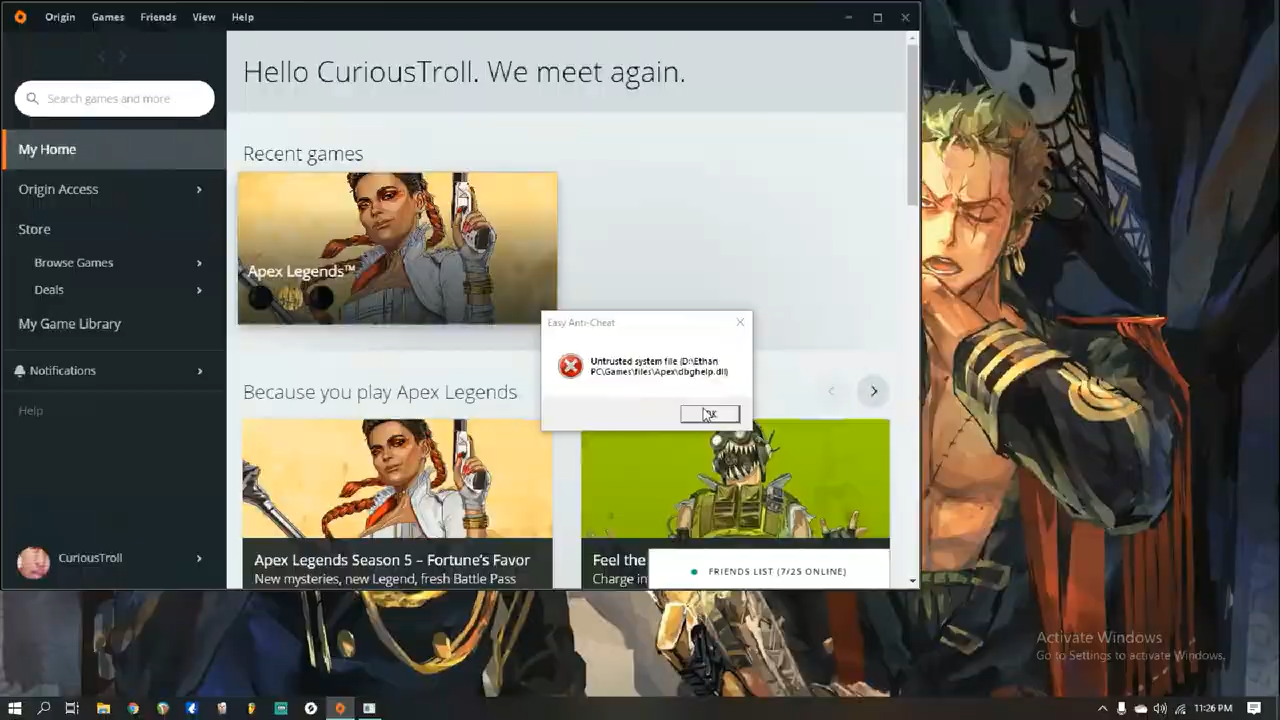 Origin
Games
Friends
View
Help
Search games and more
My Home
Origin Access
Store
Browse Games
Deals
My Game Library
Notifications
Help
CuriousTroll
Hello CuriousTroll. We meet again.
Recent games
Apex Legends™
Easy Anti-Cheat
Untrusted system file (D:\Ethan
PC\Games\files\Apex\dbghelp.dll)
OK
Because you play Apex Legends
Apex Legends Season 5 – Fortune's Favor
New mysteries, new Legend, fresh Battle Pass
Feel the
Charge in
FRIENDS LIST (7/25 ONLINE)
Activate Windows
Go to Settings to activate Windows.
11:26 PM